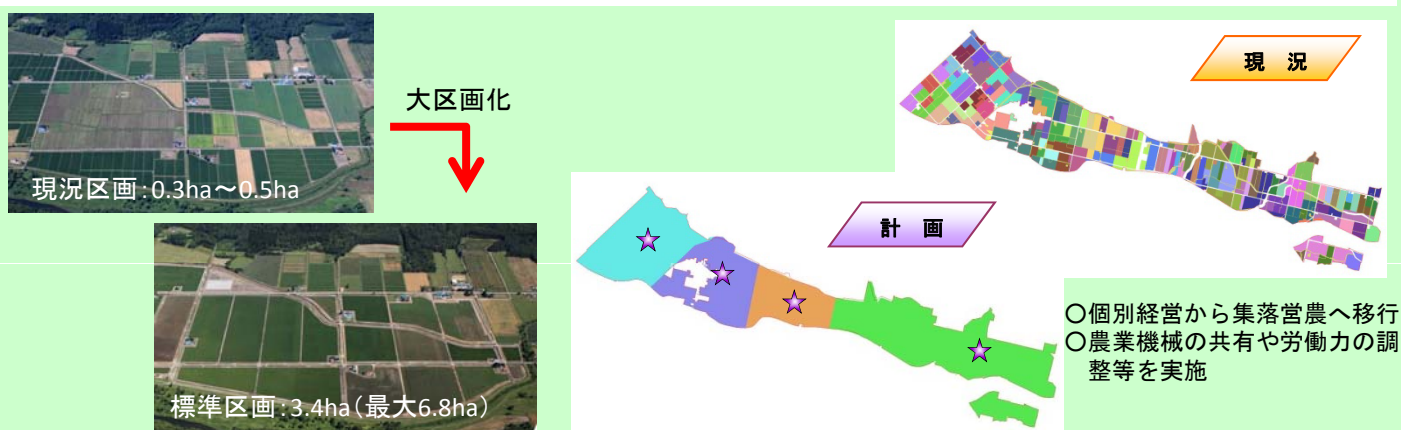 現況区画：0.3ha～0.5ha
大区画化
標準区画：3.4ha（最大6.8ha）
現　況
計　画
○個別経営から集落営農へ移行
○農業機械の共有や労働力の調
整等を実施